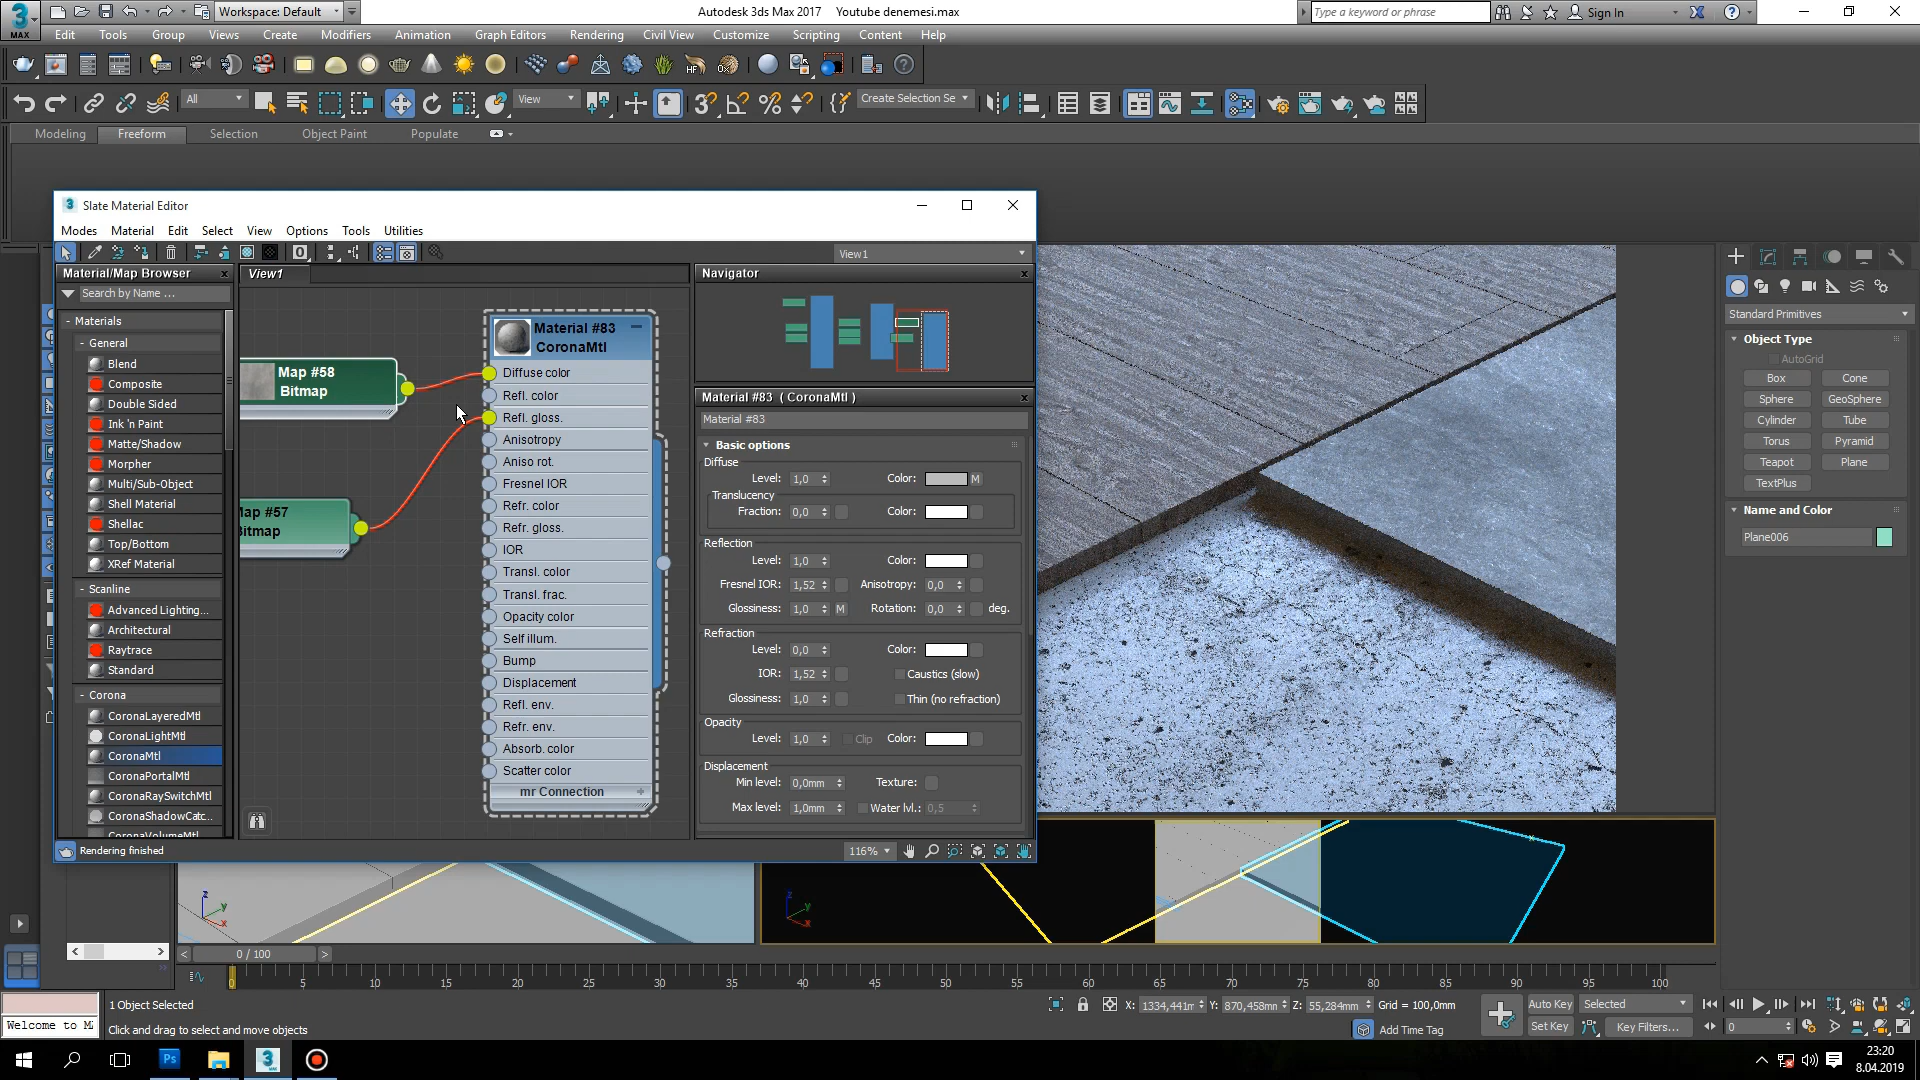 3
MAX
Workspace: Default
Autodesk 3ds Max 2017 Youtube denemesi.max
Type a keyword or phrase
Sign In
Edit
Tools
Group
Views
Create
Modifiers
Animation
Graph Editors
Rendering
Civil View
Customize
Scripting
Content
Help
All
View
Create Selection Se
Modeling
Freeform
Selection
Object Paint
Populate
3
Slate Material Editor
Modes
Material
Edit
Select
View
Options
Tools
Utilities
View1
Material/Map Browser
View1
Navigator
Search by Name ...
- Materials
- General
Blend
Composite
Double Sided
Ink 'n Paint
Matte/Shadow
Morpher
Multi/Sub-Object
Shell Material
Shellac
Top/Bottom
XRef Material
- Scanline
Advanced Lighting...
Architectural
Raytrace
Standard
- Corona
CoronaLayeredMtl
CoronaLightMtl
CoronaMtl
CoronaPortalMtl
CoronaRaySwitchMtl
CoronaShadowCatc...
CoronaVolumeMtl
Map #58
Bitmap
Map #57
Bitmap
Material #83
CoronaMtl
Diffuse color
Refl. color
Refl. gloss.
Anisotropy
Aniso rot.
Fresnel IOR
Refr. color
Refr. gloss.
IOR
Transl. color
Transl. frac.
Opacity color
Self illum.
Bump
Displacement
Refl. env.
Refr. env.
Absorb. color
Scatter color
mr Connection
Material #83 ( CoronaMtl )
Material #83
Basic options
Diffuse
Level: 1,0 Color: M
Translucency
Fraction: 0,0 Color:
Reflection
Level: 1,0 Color:
Fresnel IOR: 1,52 Anisotropy: 0,0
Glossiness: 1,0 M Rotation: 0,0 deg.
Refraction
Level: 0,0 Color:
IOR: 1,52 Caustics (slow)
Glossiness: 1,0 Thin (no refraction)
Opacity
Level: 1,0 Clip Color:
Displacement
Min level: 0,0mm Texture:
Max level: 1,0mm Water lvl.: 0,5
Rendering finished
116%
Standard Primitives
Object Type
AutoGrid
Box
Cone
Sphere
GeoSphere
Cylinder
Tube
Torus
Pyramid
Teapot
Plane
TextPlus
Name and Color
Plane006
z
y
x
z
y
x
0 / 100
0 5 10 15 20 25 30 35 40 45 50 55 60 65 70 75 80 85 90 95 100
1 Object Selected
X: 1334,441m Y: 870,458mm Z: 55,284mm Grid = 100,0mm
Auto Key
Selected
Welcome to M
Click and drag to select and move objects
Add Time Tag
Set Key
Key Filters...
0
Ps
3
23:20
8.04.2019